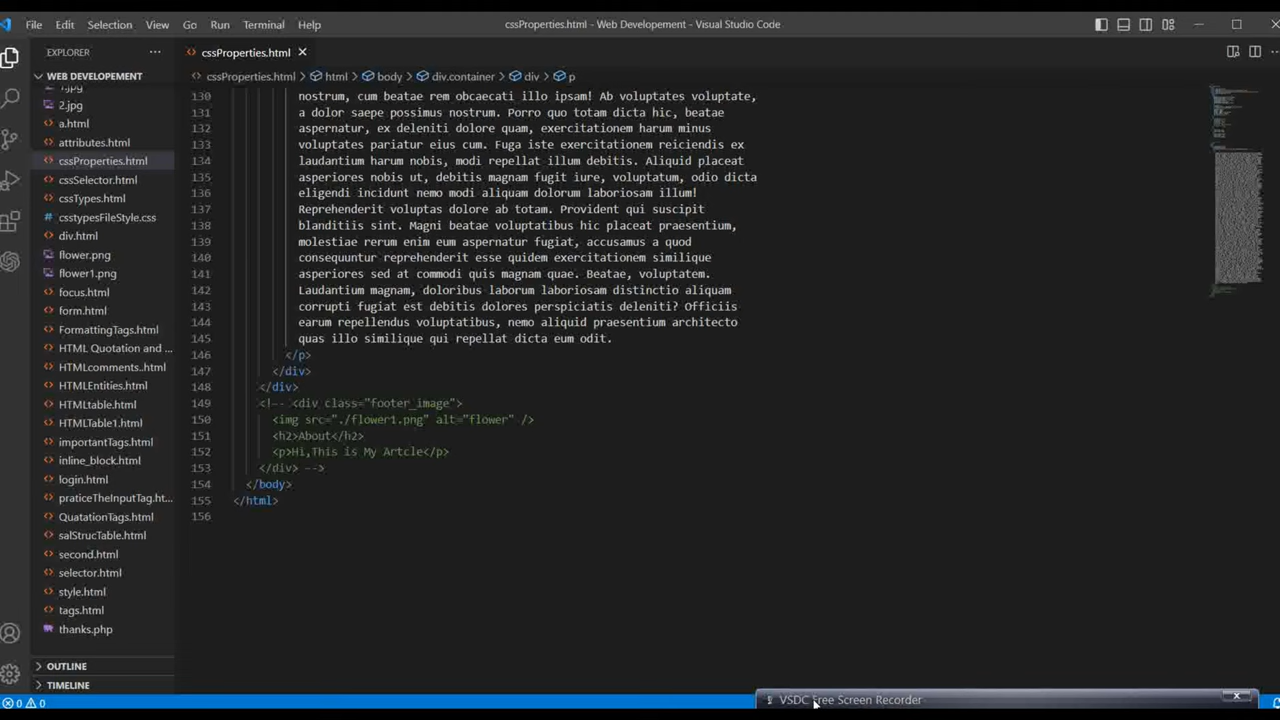 File Edit Selection View Go Run Terminal Help
cssProperties.html - Web Developement - Visual Studio Code
EXPLORER
cssProperties.html
WEB DEVELOPMENT
cssProperties.html html body div.container div p
1.jpg
2.jpg
a.html
attributes.html
cssProperties.html
cssSelector.html
cssTypes.html
csstypesFileStyle.css
div.html
flower.png
flower1.png
focus.html
form.html
FormattingTags.html
HTML Quotation and ...
HTMLcomments..html
HTMLEntities.html
HTMLtable.html
HTMLTable1.html
importantTags.html
inline_block.html
login.html
praticeTheInputTag.ht...
QuatationTags.html
salStrucTable.html
second.html
selector.html
style.html
tags.html
thanks.php
OUTLINE
TIMELINE
130 nostrum, cum beatae rem obcaecati illo ipsam! Ab voluptates voluptate,
131 a dolor saepe possimus nostrum. Porro quo totam dicta hic, beatae
132 aspernatur, ex deleniti dolore quam, exercitationem harum minus
133 voluptates pariatur eius cum. Fuga iste exercitationem reiciendis ex
134 laudantium harum nobis, modi repellat illum debitis. Aliquid placeat
135 asperiores nobis ut, debitis magnam fugit iure, voluptatum, odio dicta
136 eligendi incidunt nemo modi aliquam dolorum laboriosam illum!
137 Reprehenderit voluptas dolore ab totam. Provident qui suscipit
138 blanditiis sint. Magni beatae voluptatibus hic placeat praesentium,
139 molestiae rerum enim eum aspernatur fugiat, accusamus a quod
140 consequuntur reprehenderit esse quidem exercitationem similique
141 asperiores sed at commodi quis magnam quae. Beatae, voluptatem.
142 Laudantium magnam, doloribus laborum laboriosam distinctio aliquam
143 corrupti fugiat est debitis dolores perspiciatis deleniti? Officiis
144 earum repellendus voluptatibus, nemo aliquid praesentium architecto
145 quas illo similique qui repellat dicta eum odit.
146 </p>
147 </div>
148 </div>
149 <!-- <div class="footer_image">
150 <img src="./flower1.png" alt="flower" />
151 <h2>About</h2>
152 <p>Hi,This is My Artcle</p>
153 </div> -->
154 </body>
155 </html>
156
0 0
VSDC Free Screen Recorder